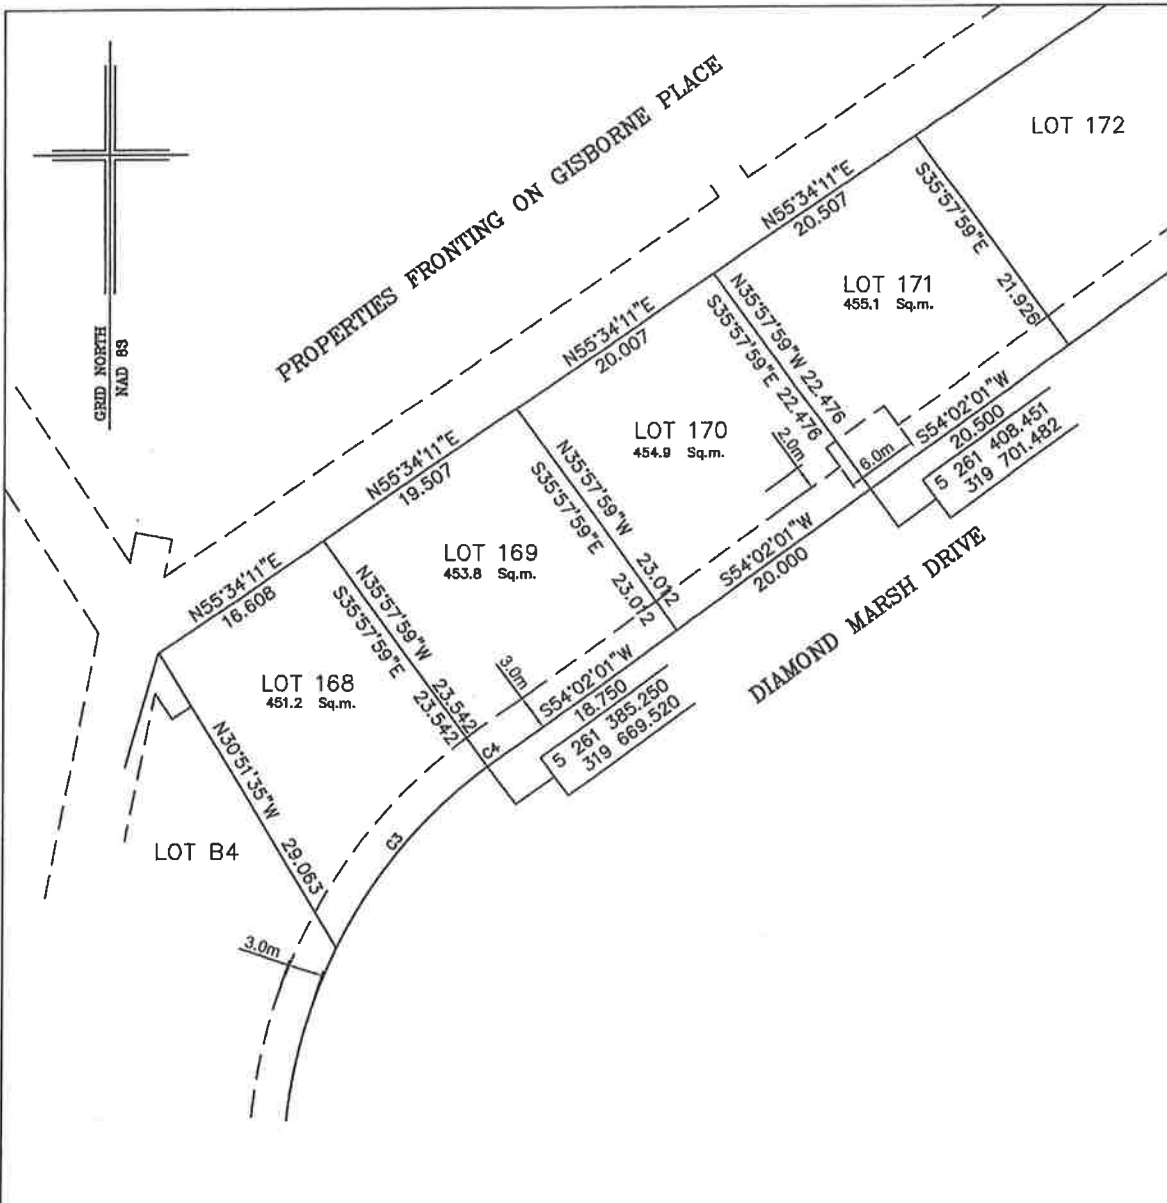 LOT 172
PROPERTIES FRONTING ON GISBORNE PLACE
N55°34'11"E
20.507
S35°57'59"E 21.926
LOT 171
455.1 Sq.m.
N35°57'59"W 22.476
S35°57'59"E 22.476
GRID NORTH
NAD 83
N55°34'11"E
20.007
LOT 170
454.9 Sq.m.
2.0m
6.0m
S54°02'01"W
20.500
5 261 408.451
319 701.482
N55°34'11"E
19.507
N35°57'59"W 23.012
S35°57'59"E 23.012
S54°02'01"W
20.000
DIAMOND MARSH DRIVE
LOT 169
453.8 Sq.m.
N55°34'11"E
16.608
N35°57'59"W 23.542
S35°57'59"E 23.542
3.0m
S54°02'01"W
18.750
5 261 385.250
319 669.520
LOT 168
451.2 Sq.m.
C4
C3
N30°51'35"W 29.063
LOT B4
3.0m